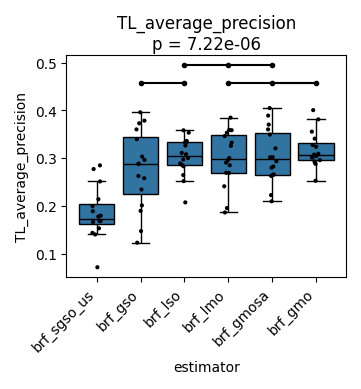 TL_average_precision
p = 7.22e-06
TL_average_precision
0.5
0.4
0.3
0.2
0.1
brf_sgso_us
brf_gso
brf_lso
brf_lmo
brf_gmosa
brf_gmo
estimator